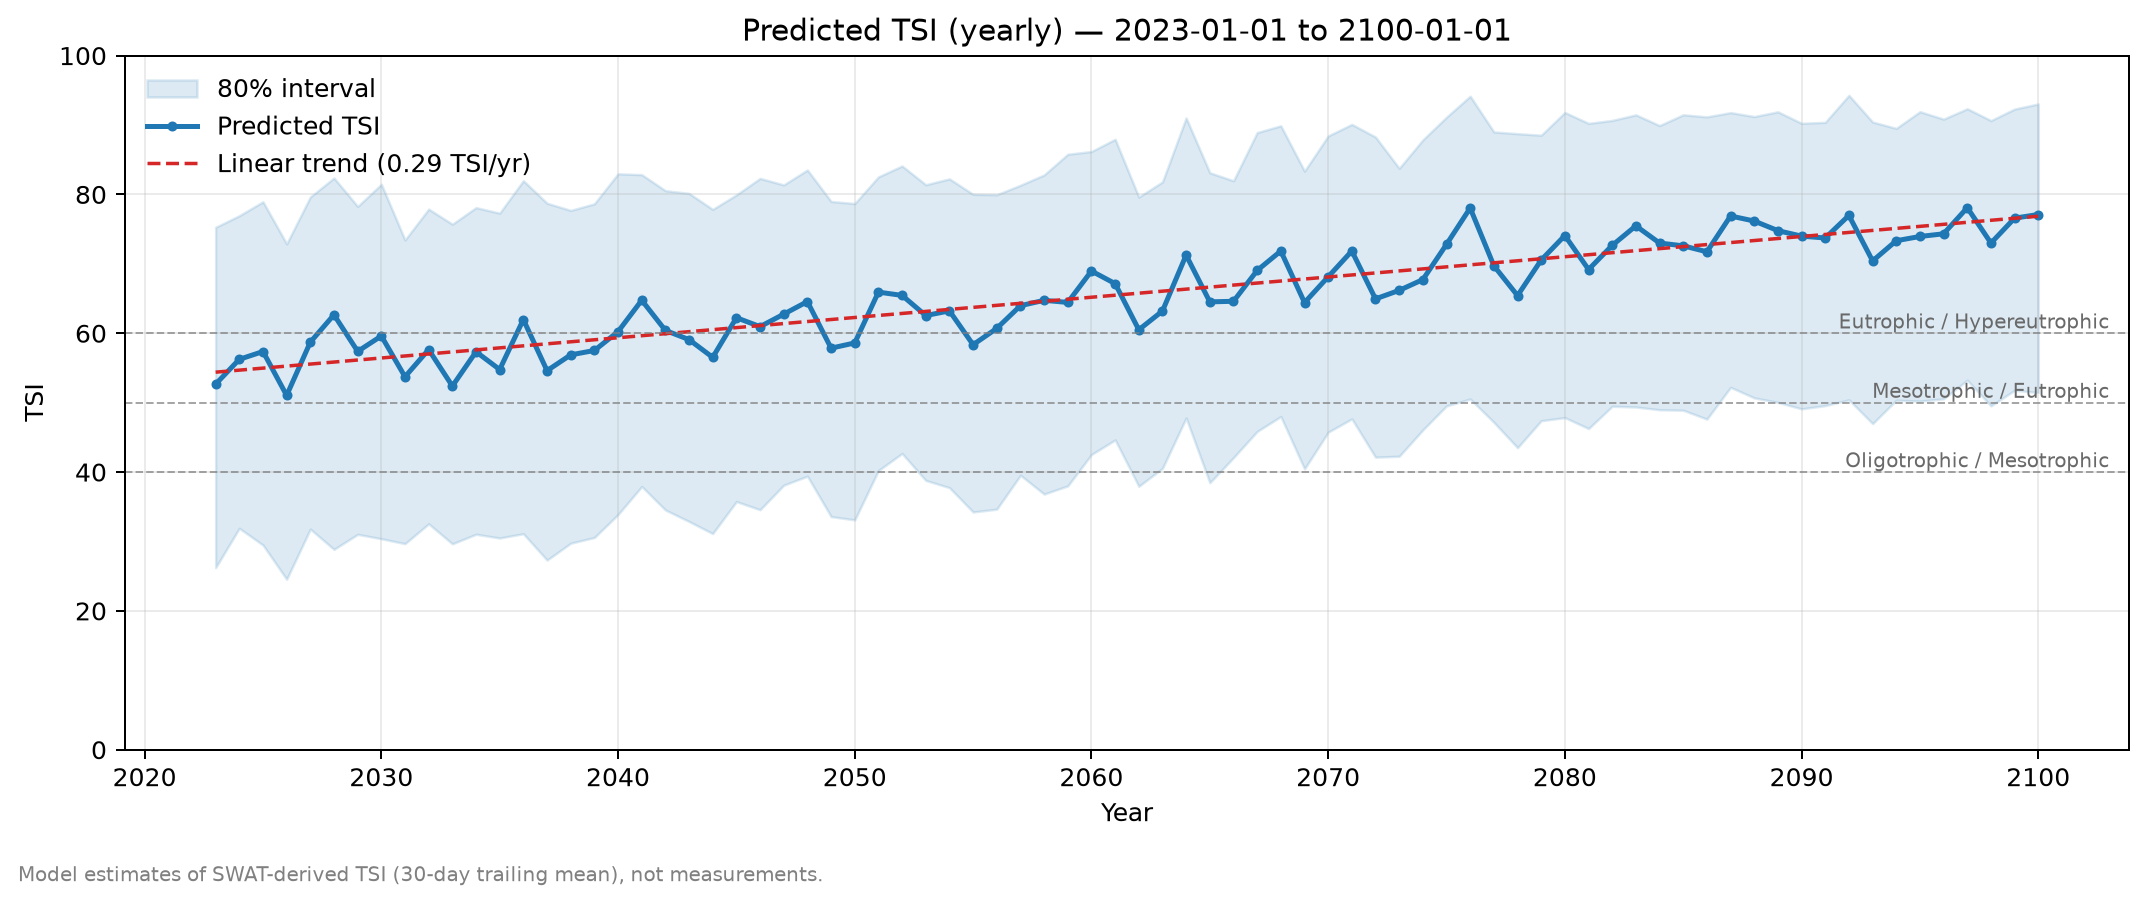 Predicted TSI (yearly) — 2023-01-01 to 2100-01-01
100
80
60
40
20
0
TSI
80% interval
Predicted TSI
Linear trend (0.29 TSI/yr)
Eutrophic / Hypereutrophic
Mesotrophic / Eutrophic
Oligotrophic / Mesotrophic
2020 2030 2040 2050 2060 2070 2080 2090 2100
Year
Model estimates of SWAT-derived TSI (30-day trailing mean), not measurements.